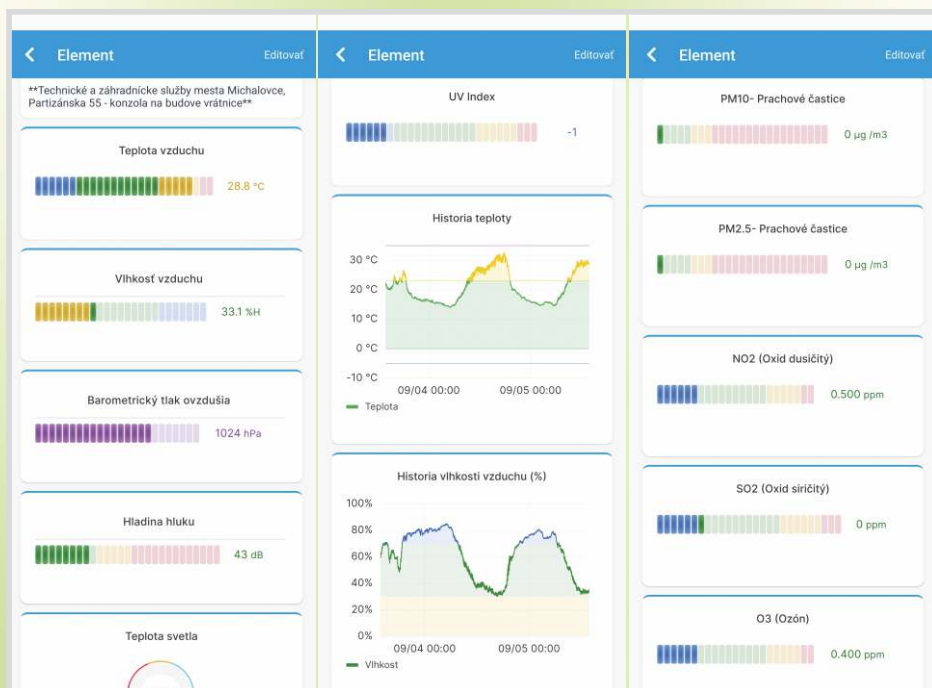 Element
Editovať
**Technické a záhradnícke služby mesta Michalovce,
Partizánska 55 - konzola na budove vrátnice**
Teplota vzduchu
28.8 °C
Vlhkosť vzduchu
33.1 %H
Barometrický tlak ovzdušia
1024 hPa
Hladina hluku
43 dB
Teplota svetla
Element
Editovať
UV Index
-1
Historia teploty
30 °C
20 °C
10 °C
0 °C
-10 °C
09/04 00:00 09/05 00:00
Teplota
Historia vlhkosti vzduchu (%)
100%
80%
60%
40%
20%
0%
09/04 00:00 09/05 00:00
Vlhkost
Element
Editovať
PM10- Prachové častice
0 µg /m3
PM2.5- Prachové častice
0 µg /m3
NO2 (Oxid dusičitý)
0.500 ppm
SO2 (Oxid siričitý)
0 ppm
O3 (Ozón)
0.400 ppm